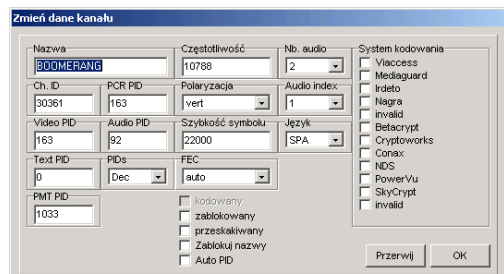 Zmień dane kanału
Nazwa
BOOMERANG
Częstotliwość
10788
Nb. audio
2
System kodowania
Viaccess
Mediaguard
Irdeto
Nagra
invalid
Betacrypt
Cryptoworks
Conax
NDS
PowerVu
SkyCrypt
invalid
Ch. ID
30361
PCR PID
163
Polaryzacja
vert
Audio index
1
Video PID
163
Audio PID
92
Szybkość symbolu
22000
Język
SPA
Text PID
0
PIDs
Dec
FEC
auto
PMT PID
1033
kodowany
zablokowany
przeskakiwany
Zablokuj nazwy
Auto PID
Przerwij
OK